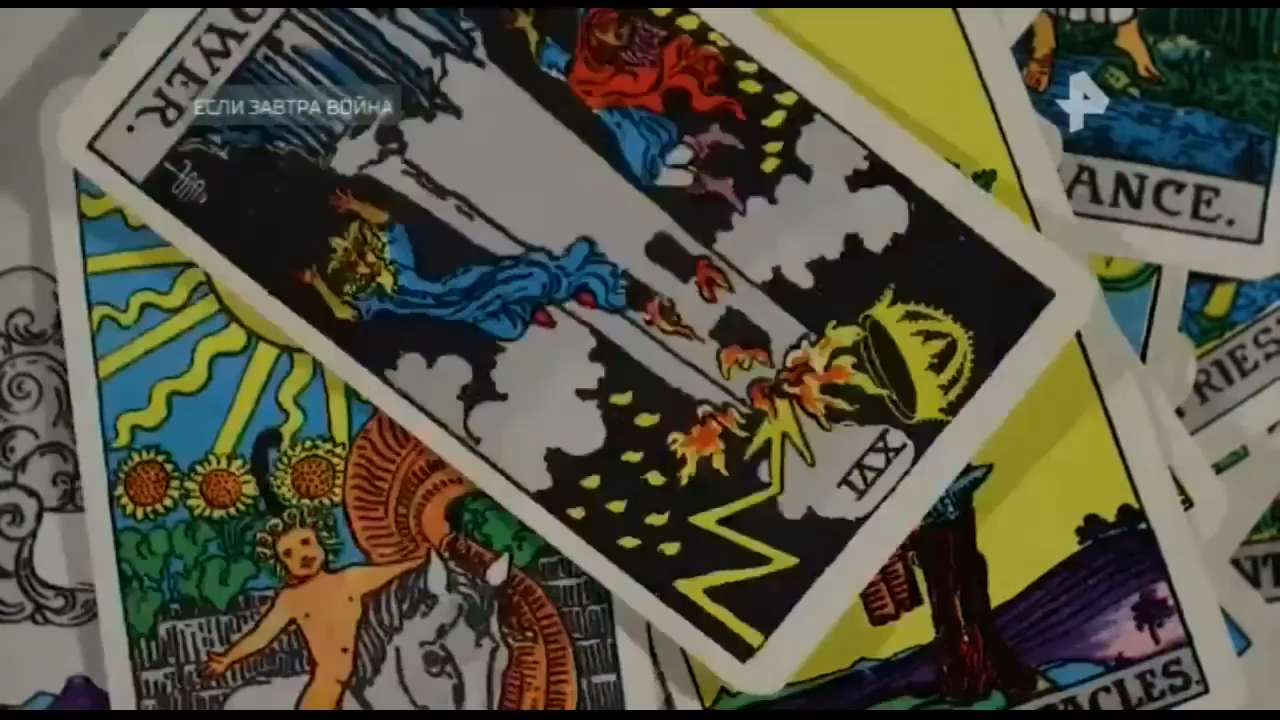 OWER.
ЕСЛИ ЗАВТРА ВОЙНА
ANCE.
RIES
XVI
ACLES.